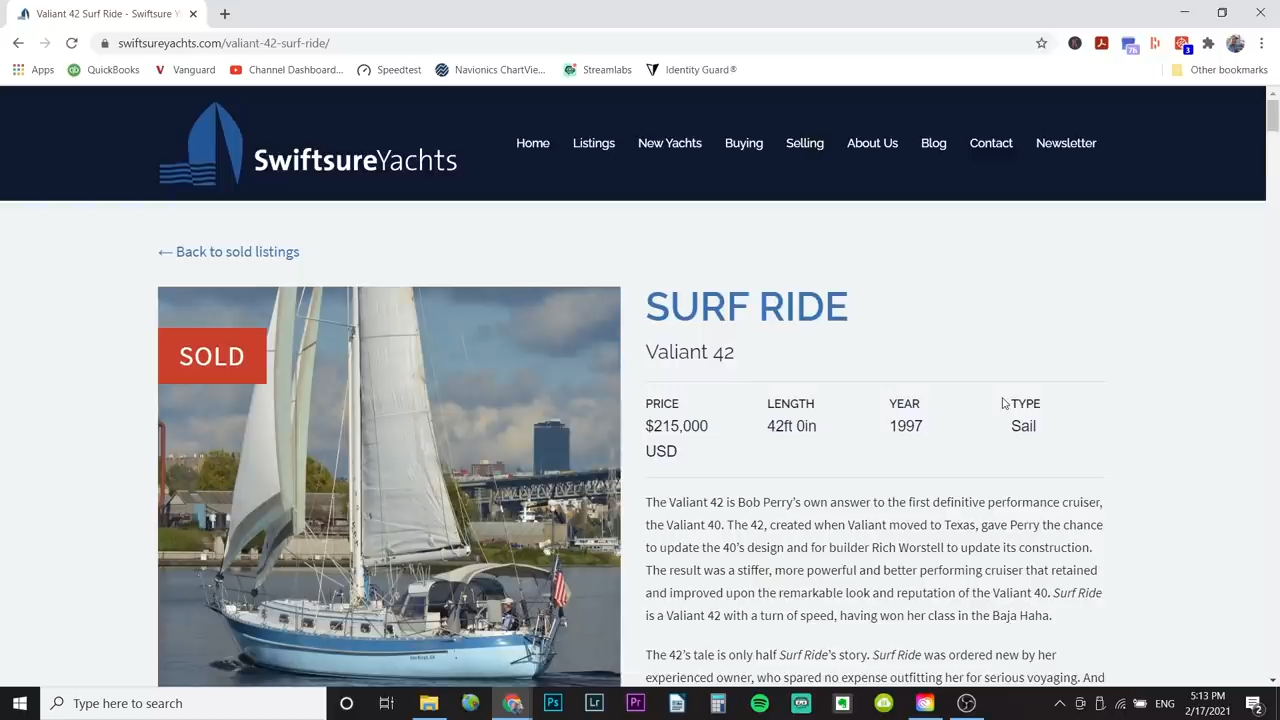 Valiant 42 Surf Ride - Swiftsure Y
swiftsureyachts.com/valiant-42-surf-ride/
7h
3
Apps
QuickBooks
Vanguard
Channel Dashboard...
Speedtest
Navionics ChartVie...
Streamlabs
Identity Guard®
Other bookmarks
SwiftsureYachts
Home
Listings
New Yachts
Buying
Selling
About Us
Blog
Contact
Newsletter
← Back to sold listings
SOLD
SURF RIDE
Valiant 42
PRICE
$215,000
USD
LENGTH
42ft 0in
YEAR
1997
TYPE
Sail
The Valiant 42 is Bob Perry's own answer to the first definitive performance cruiser,
the Valiant 40. The 42, created when Valiant moved to Texas, gave Perry the chance
to update the 40's design and for builder Rich Worstell to update its construction.
The result was a stiffer, more powerful and better performing cruiser that retained
and improved upon the remarkable look and reputation of the Valiant 40. Surf Ride
is a Valiant 42 with a turn of speed, having won her class in the Baja Haha.
The 42's tale is only half Surf Ride's story. Surf Ride was ordered new by her
experienced owner, who spared no expense outfitting her for serious voyaging. And
Type here to search
Ps
Lr
Pr
ENG
5:13 PM
2/17/2021
2